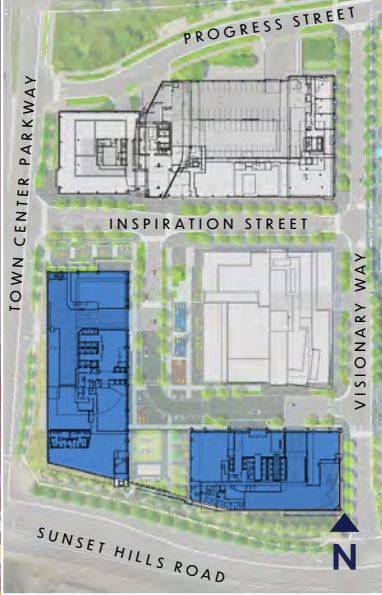 PROGRESS STREET
TOWN CENTER PARKWAY
INSPIRATION STREET
VISIONARY WAY
SUNSET HILLS ROAD
N